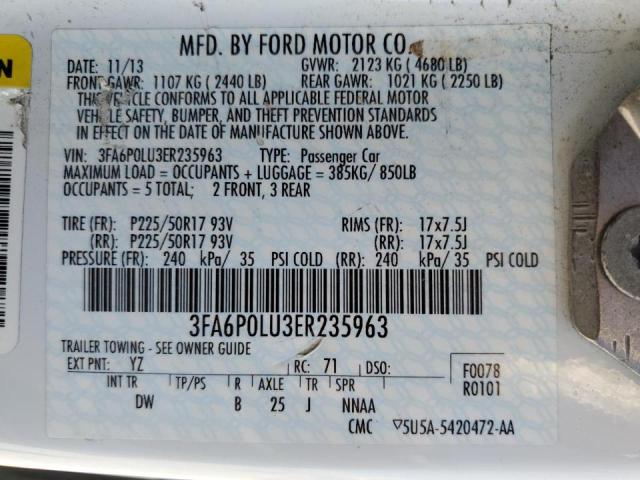 MFD. BY FORD MOTOR CO.
DATE: 11/13 GVWR: 2123 KG ( 4680 LB)
FRONT GAWR: 1107 KG ( 2440 LB) REAR GAWR: 1021 KG ( 2250 LB)
THIS VEHICLE CONFORMS TO ALL APPLICABLE FEDERAL MOTOR
VEHICLE SAFETY, BUMPER, AND THEFT PREVENTION STANDARDS
IN EFFECT ON THE DATE OF MANUFACTURE SHOWN ABOVE.
VIN: 3FA6P0LU3ER235963 TYPE: Passenger Car
MAXIMUM LOAD = OCCUPANTS + LUGGAGE = 385KG/ 850LB
OCCUPANTS = 5 TOTAL; 2 FRONT, 3 REAR
TIRE (FR): P225/50R17 93V RIMS (FR): 17x7.5J
(RR): P225/50R17 93V (RR): 17x7.5J
PRESSURE (FR): 240 kPa/ 35 PSI COLD (RR): 240 kPa/ 35 PSI COLD
3FA6P0LU3ER235963
TRAILER TOWING - SEE OWNER GUIDE
EXT PNT: YZ RC: 71 DSO: F0078
R0101
INT TR TP/PS R AXLE TR SPR
DW B 25 J NNAA
CMC ▽5U5A-5420472-AA